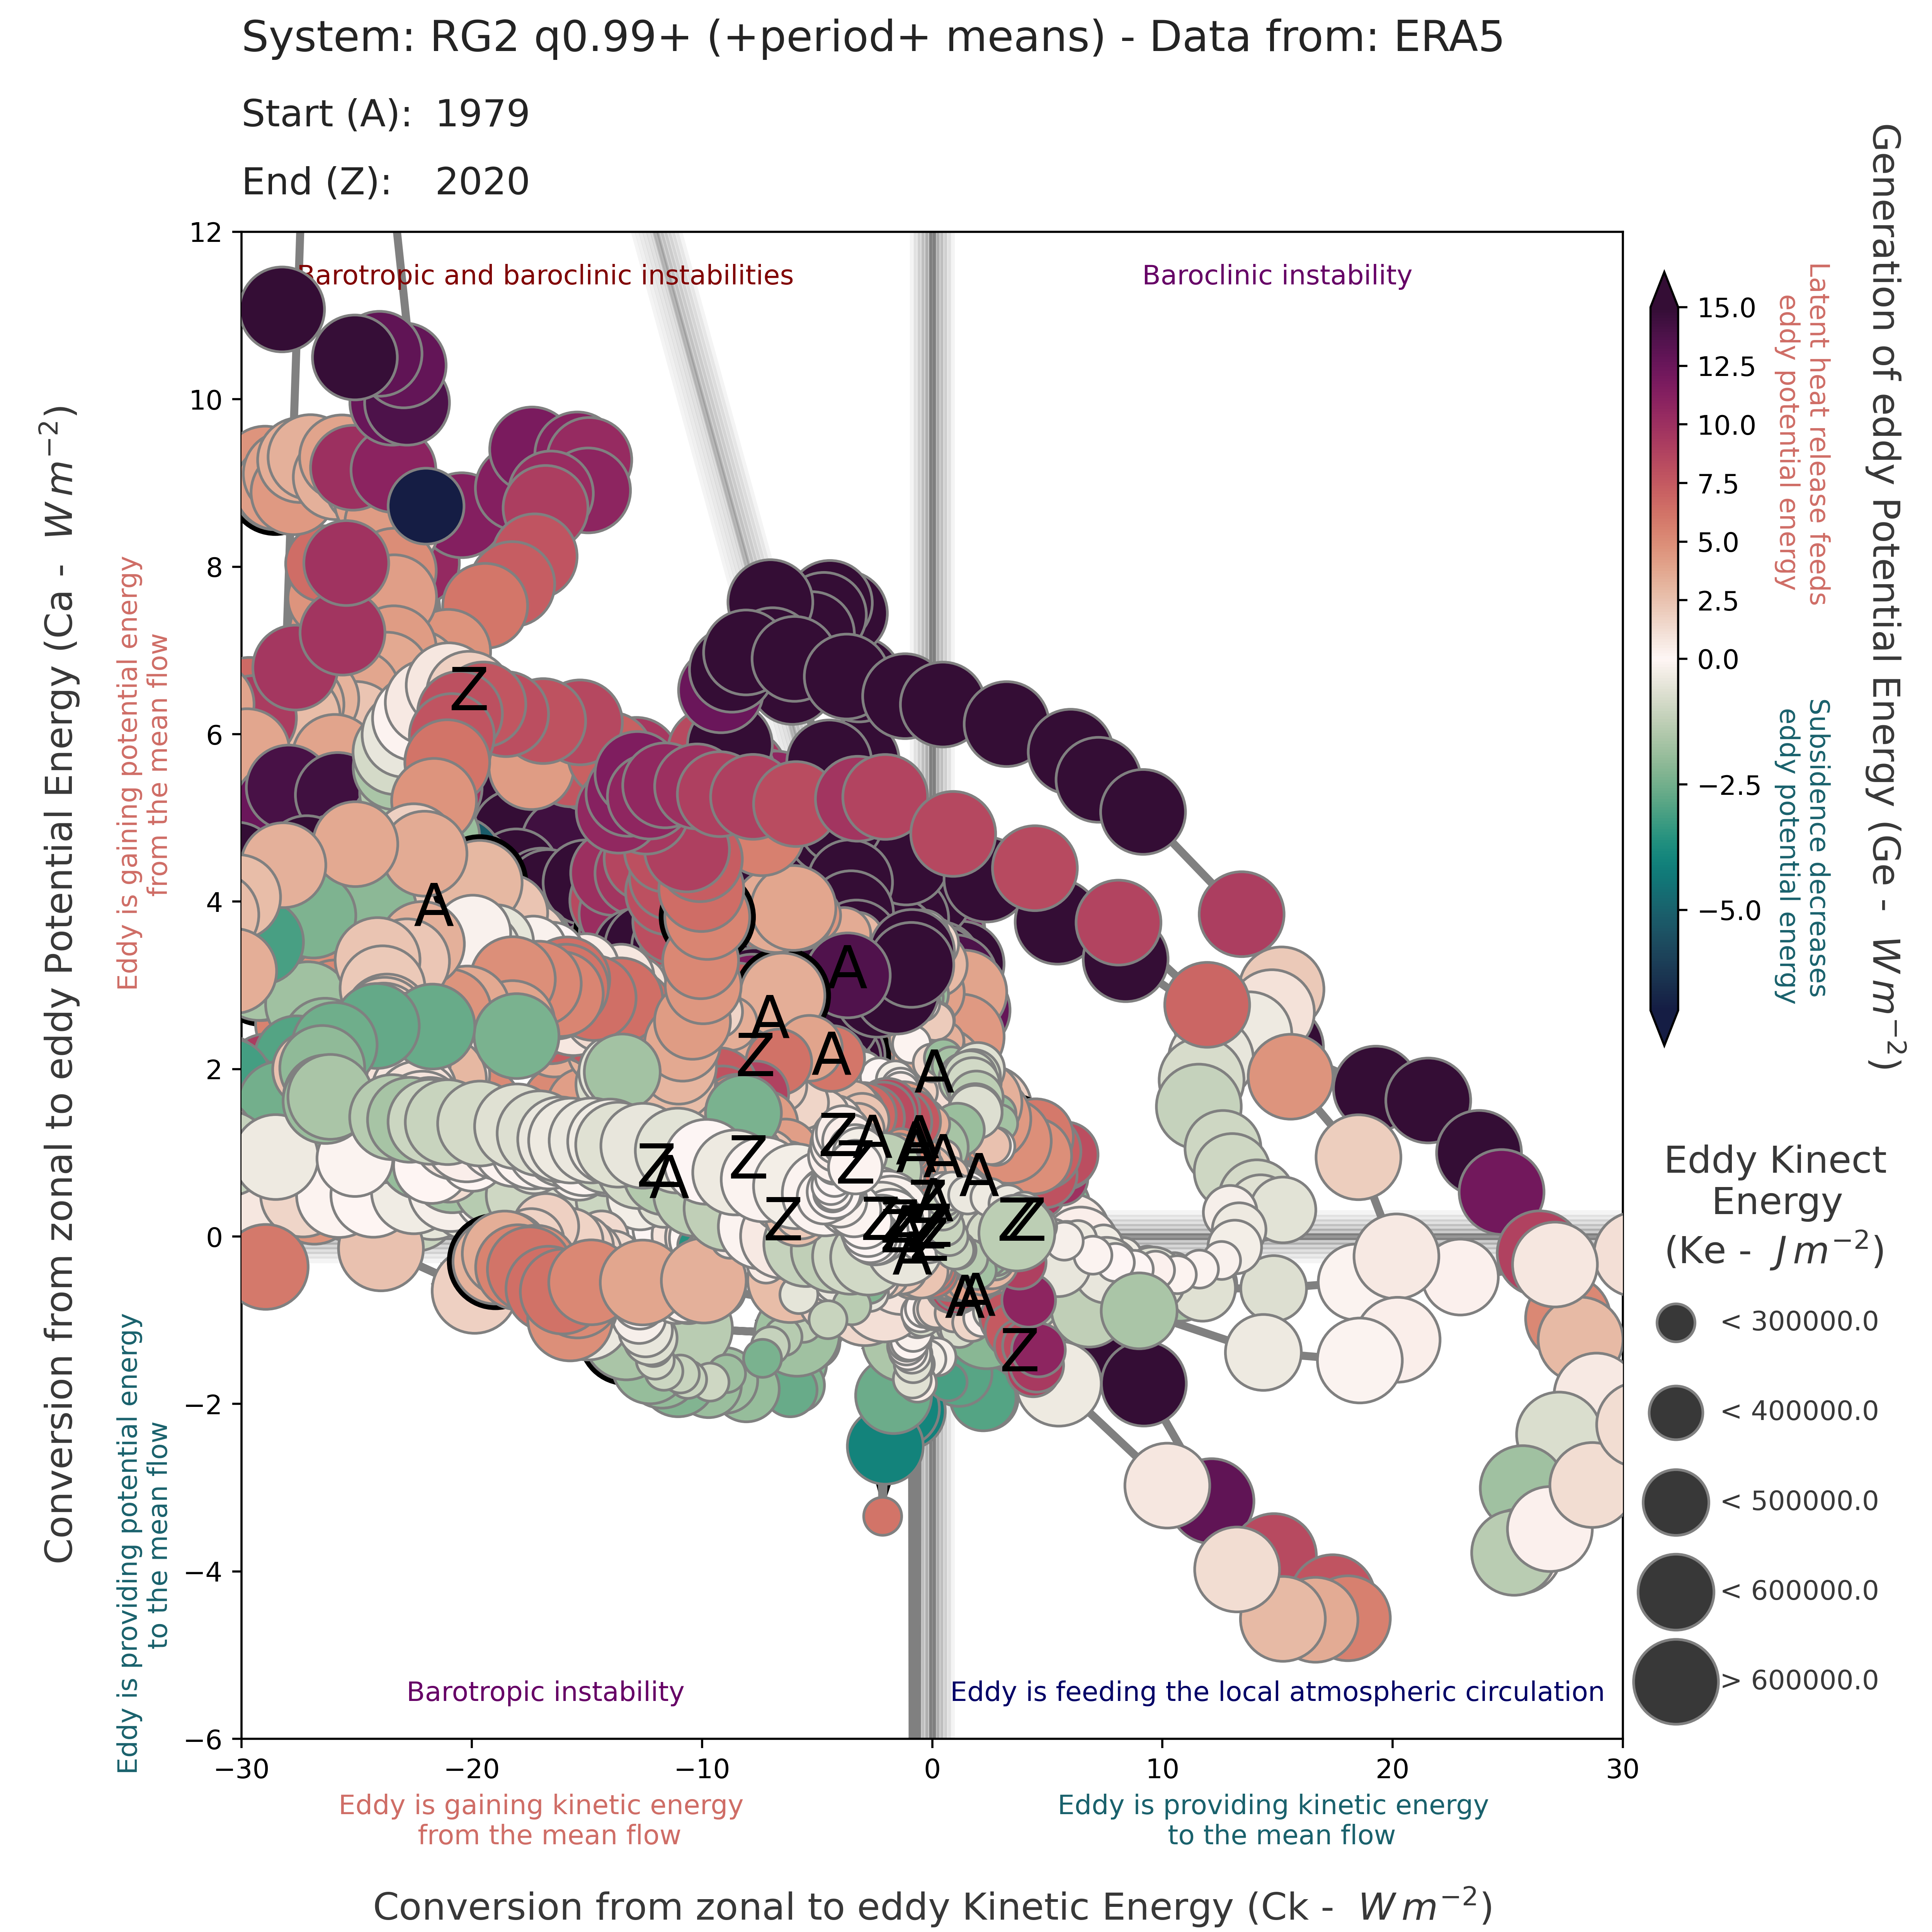 System: RG2 q0.99+ (+period+ means) - Data from: ERA5
Start (A): 1979
End (Z): 2020
Conversion from zonal to eddy Potential Energy (Ca - W m⁻²)
Eddy is gaining potential energy
from the mean flow
Eddy is providing potential energy
to the mean flow
12
10
8
6
4
2
0
−2
−4
−6
Barotropic and baroclinic instabilities
Baroclinic instability
Z
A
A
A
Z
A
A
Z
A
Z
A
Z
Z
A
A
Z
Z
A
A
Z
Barotropic instability
Eddy is feeding the local atmospheric circulation
−30
−20
−10
0
10
20
30
Eddy is gaining kinetic energy
from the mean flow
Eddy is providing kinetic energy
to the mean flow
Conversion from zonal to eddy Kinetic Energy (Ck - W m⁻²)
15.0
12.5
10.0
7.5
5.0
2.5
0.0
−2.5
−5.0
Latent heat release feeds
eddy potential energy
Subsidence decreases
eddy potential energy
Generation of eddy Potential Energy (Ge - W m⁻²)
Eddy Kinect
Energy
(Ke - J m⁻²)
< 300000.0
< 400000.0
< 500000.0
< 600000.0
> 600000.0